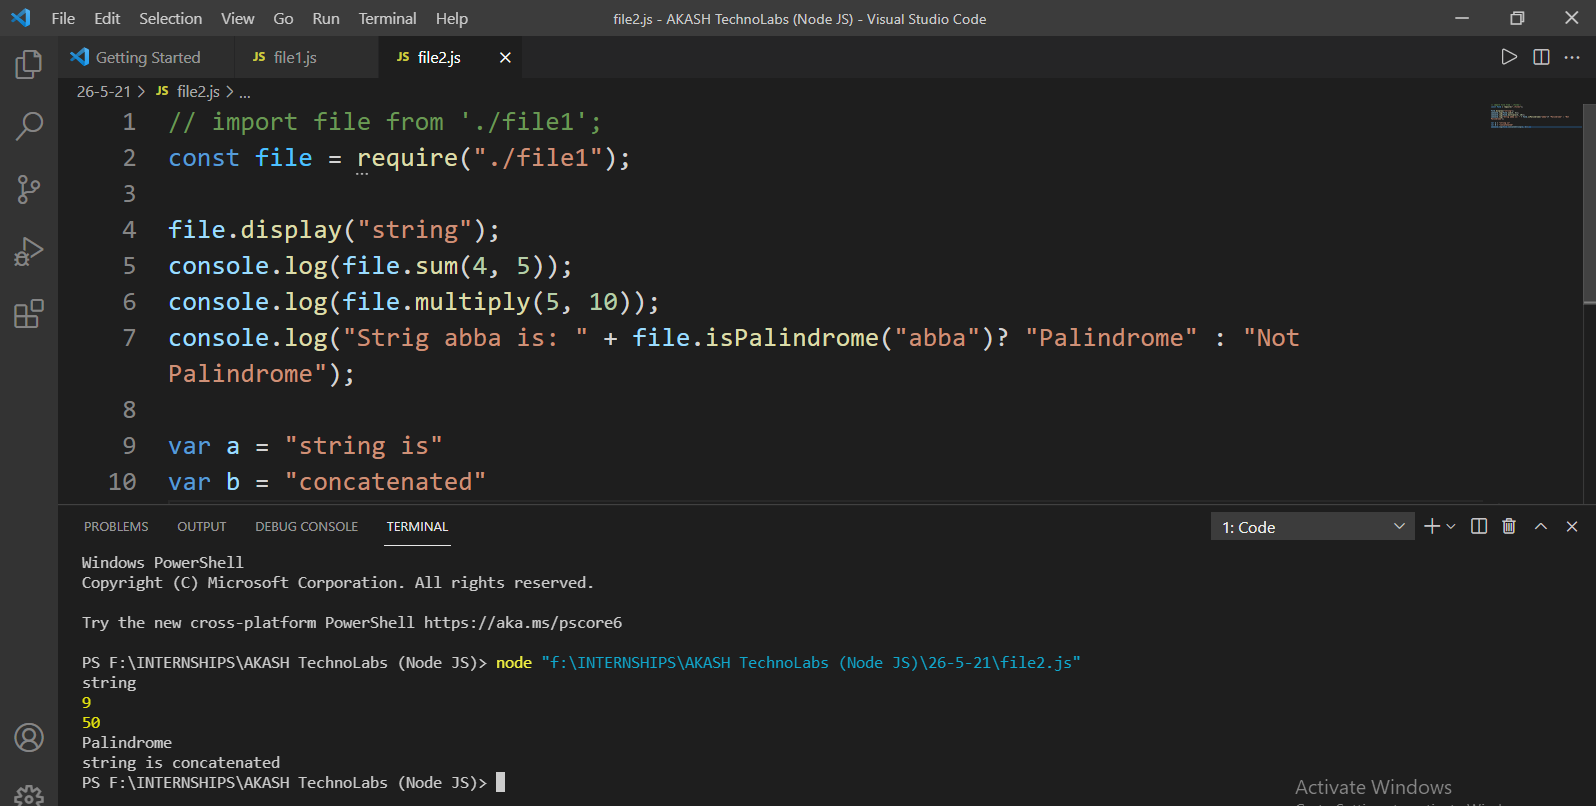 File Edit Selection View Go Run Terminal Help file2.js - AKASH TechnoLabs (Node JS) - Visual Studio Code
Getting Started JS file1.js JS file2.js
26-5-21 > JS file2.js > ...
1 // import file from './file1';
2 const file = require("./file1");
3
4 file.display("string");
5 console.log(file.sum(4, 5));
6 console.log(file.multiply(5, 10));
7 console.log("Strig abba is: " + file.isPalindrome("abba")? "Palindrome" : "Not
Palindrome");
8
9 var a = "string is"
10 var b = "concatenated"
PROBLEMS OUTPUT DEBUG CONSOLE TERMINAL 1: Code
Windows PowerShell
Copyright (C) Microsoft Corporation. All rights reserved.
Try the new cross-platform PowerShell https://aka.ms/pscore6
PS F:\INTERNSHIPS\AKASH TechnoLabs (Node JS)> node "f:\INTERNSHIPS\AKASH TechnoLabs (Node JS)\26-5-21\file2.js"
string
9
50
Palindrome
string is concatenated
PS F:\INTERNSHIPS\AKASH TechnoLabs (Node JS)>
Activate Windows